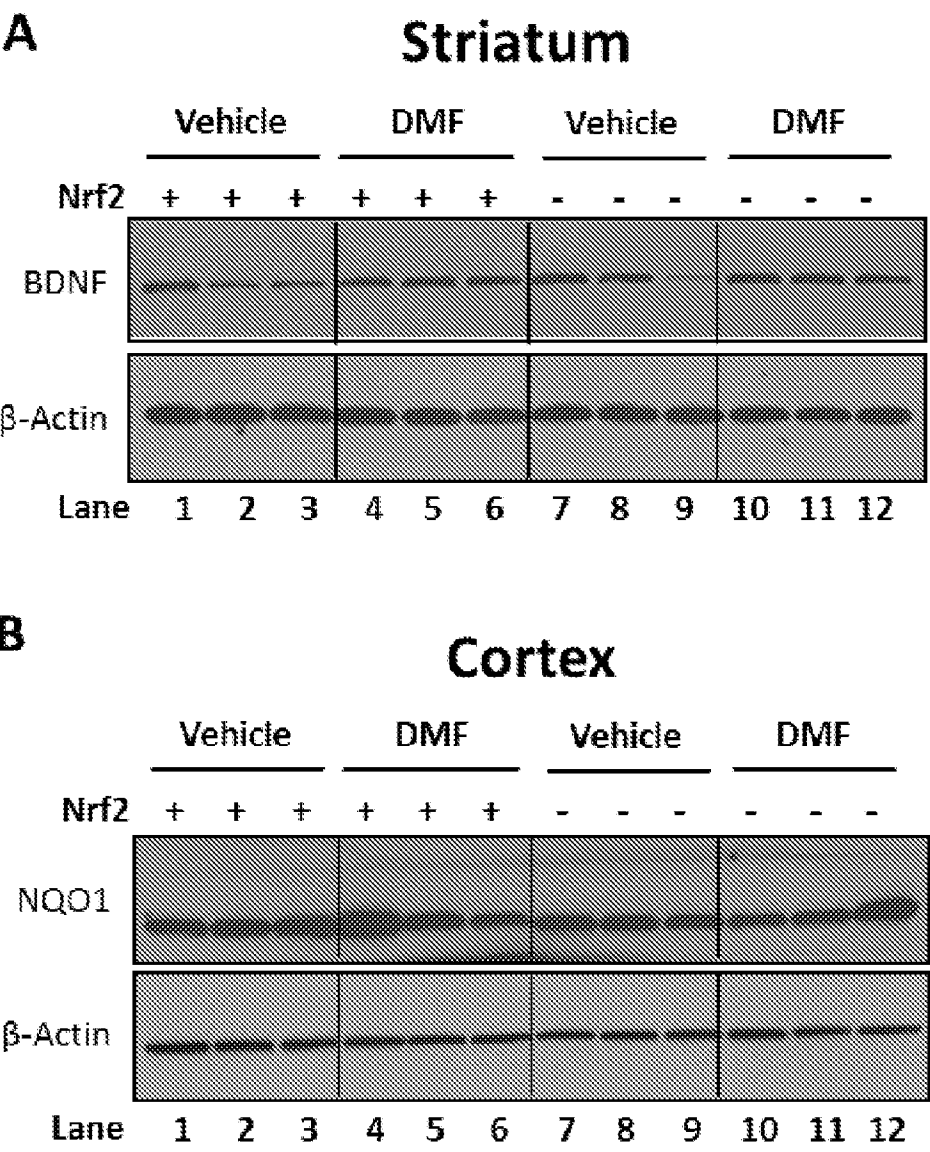 A
Striatum
Vehicle DMF Vehicle DMF
Nrf2 + + + + + + - - - - - -
BDNF
β-Actin
Lane 1 2 3 4 5 6 7 8 9 10 11 12
B
Cortex
Vehicle DMF Vehicle DMF
Nrf2 + + + + + + - - - - - -
NQO1
β-Actin
Lane 1 2 3 4 5 6 7 8 9 10 11 12